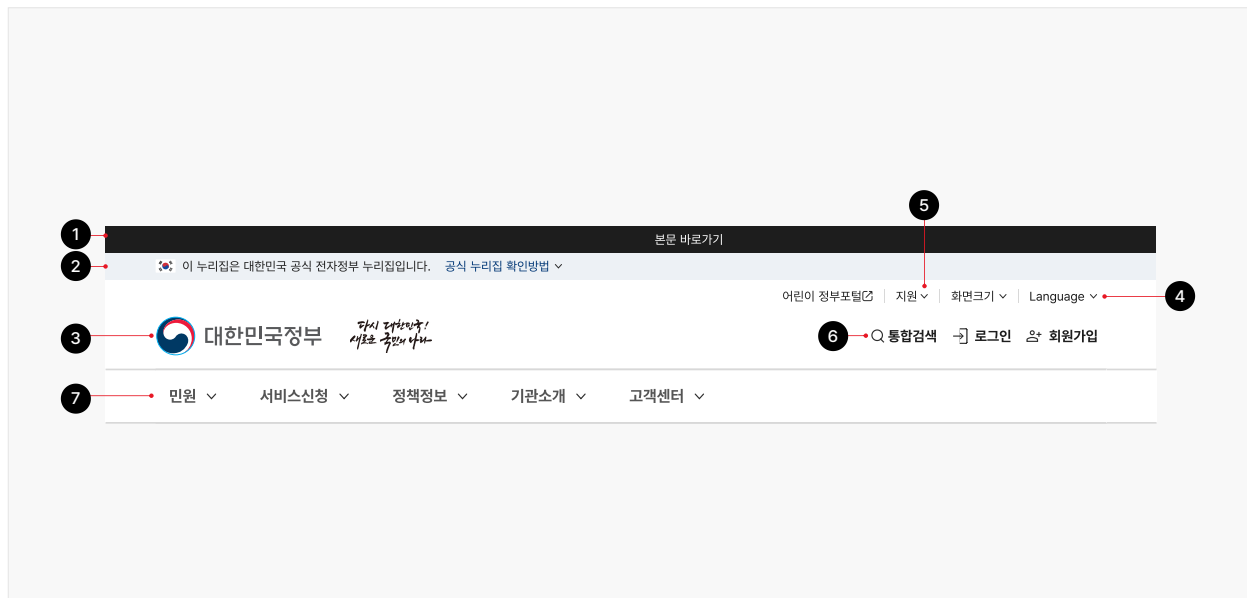 5
1
본문 바로가기
2
이 누리집은 대한민국 공식 전자정부 누리집입니다. 공식 누리집 확인방법
어린이 정부포털 지원 화면크기 Language
4
3
대한민국정부
다시 대한민국!
새로운 국민의 나라
6
통합검색 로그인 회원가입
7
민원 서비스신청 정책정보 기관소개 고객센터